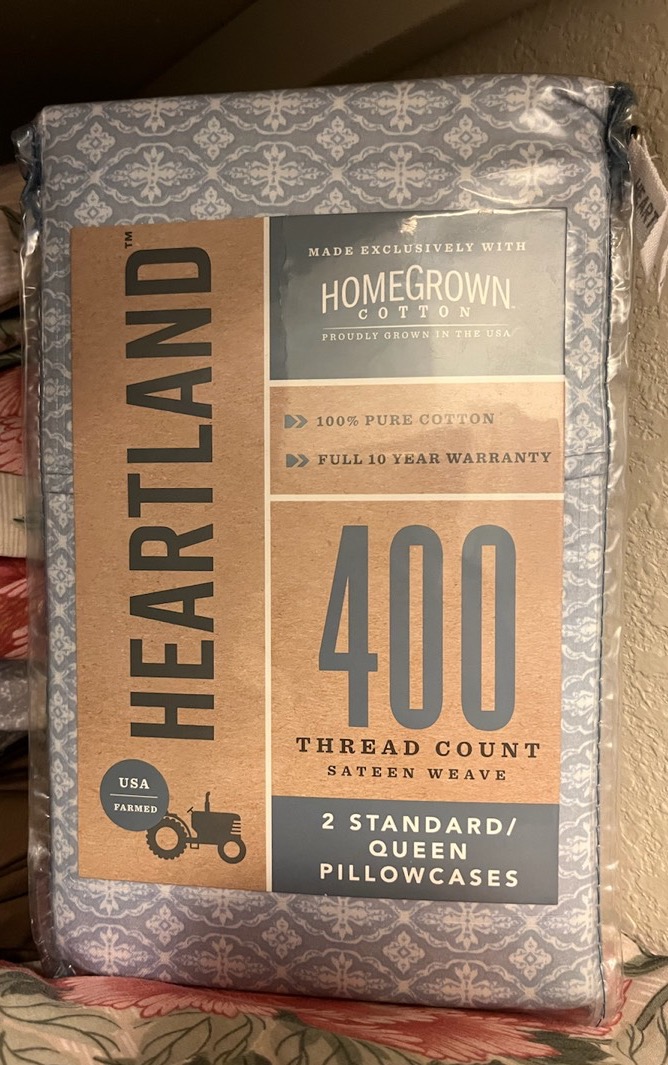 HEARTLAND™
USA
FARMED
MADE EXCLUSIVELY WITH
HOMEGROWN™
COTTON
PROUDLY GROWN IN THE USA
100% PURE COTTON
FULL 10 YEAR WARRANTY
400
THREAD COUNT
SATEEN WEAVE
2 STANDARD/
QUEEN
PILLOWCASES